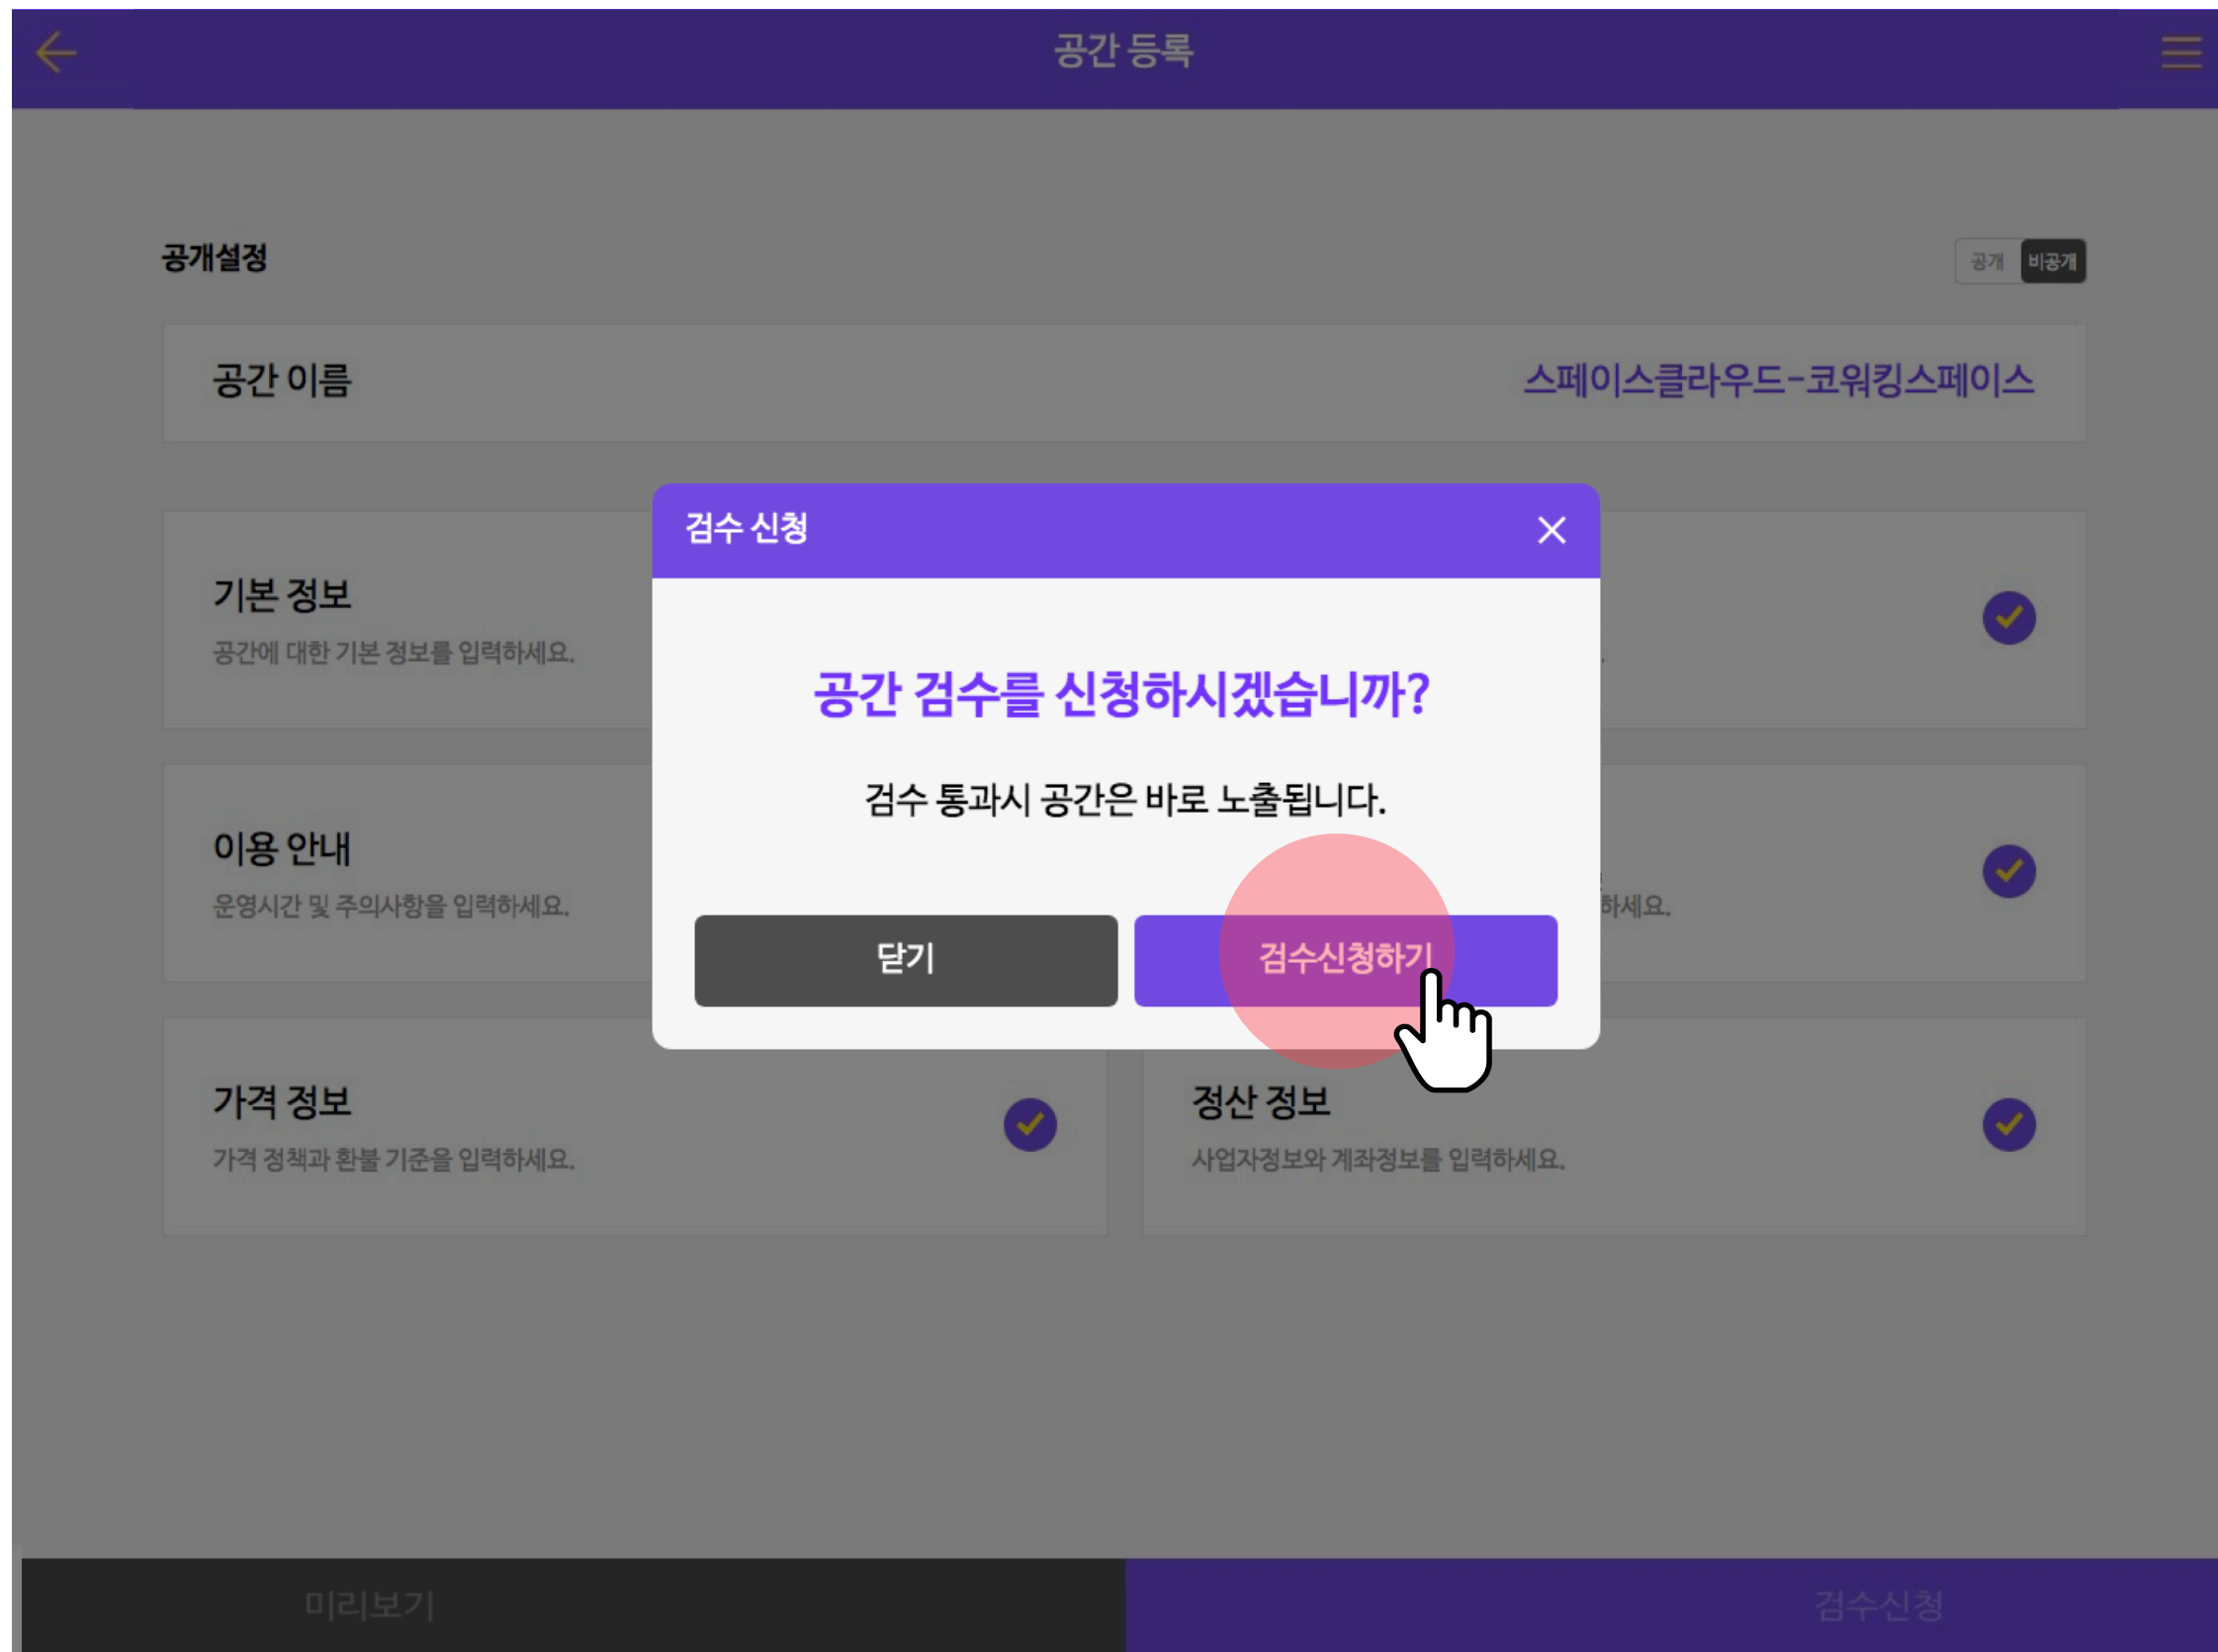 공간 등록
공개설정
공개 비공개
공간 이름
스페이스클라우드-코워킹스페이스
검수 신청
공간 검수를 신청하시겠습니까?
검수 통과시 공간은 바로 노출됩니다.
닫기
검수신청하기
기본 정보
공간에 대한 기본 정보를 입력하세요.
이용 안내
운영시간 및 주의사항을 입력하세요.
하세요.
가격 정보
가격 정책과 환불 기준을 입력하세요.
정산 정보
사업자정보와 계좌정보를 입력하세요.
미리보기
검수신청